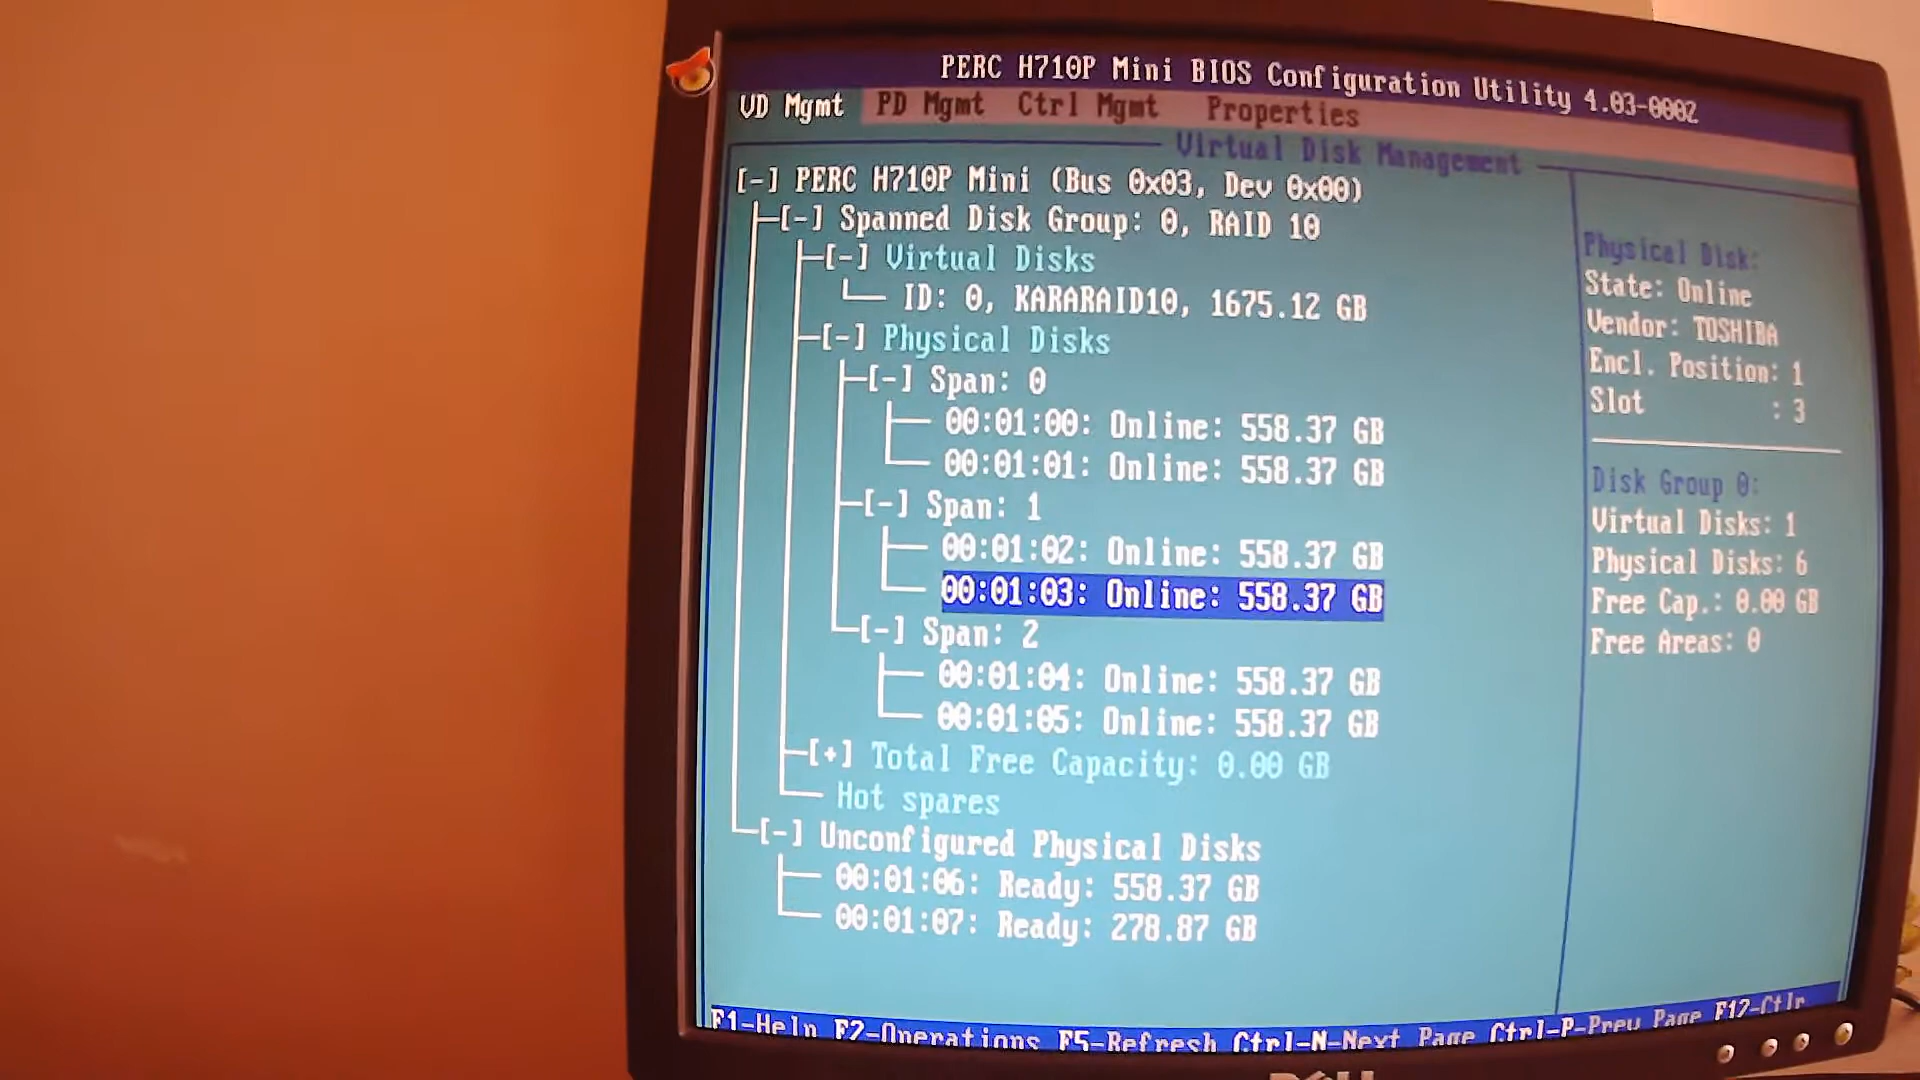 PERC H710P Mini BIOS Configuration Utility 4.03-0002
VD Mgmt PD Mgmt Ctrl Mgmt Properties
Virtual Disk Management
[-] PERC H710P Mini (Bus 0x03, Dev 0x00)
[-] Spanned Disk Group: 0, RAID 10
[-] Virtual Disks
ID: 0, KARARAID10, 1675.12 GB
[-] Physical Disks
[-] Span: 0
00:01:00: Online: 558.37 GB
00:01:01: Online: 558.37 GB
[-] Span: 1
00:01:02: Online: 558.37 GB
00:01:03: Online: 558.37 GB
[-] Span: 2
00:01:04: Online: 558.37 GB
00:01:05: Online: 558.37 GB
[+] Total Free Capacity: 0.00 GB
Hot spares
[-] Unconfigured Physical Disks
00:01:06: Ready: 558.37 GB
00:01:07: Ready: 278.87 GB
Physical Disk:
State: Online
Vendor: TOSHIBA
Encl. Position: 1
Slot : 3
Disk Group 0:
Virtual Disks: 1
Physical Disks: 6
Free Cap.: 0.00 GB
Free Areas: 0
F1-Help F2-Operations F5-Refresh Ctrl-N-Next Page Ctrl-P-Prev Page F12-Ctlr
DELL